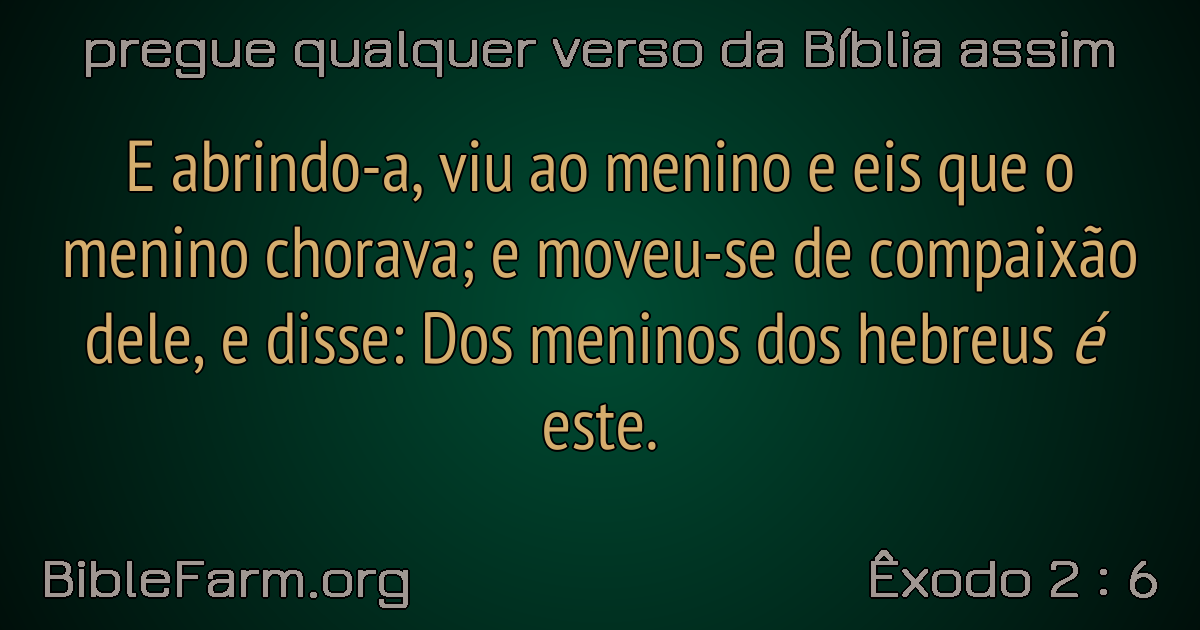 pregue qualquer verso da Bíblia assim
E abrindo-a, viu ao menino e eis que o
menino chorava; e moveu-se de compaixão
dele, e disse: Dos meninos dos hebreus é
este.
BibleFarm.org
Êxodo 2 : 6